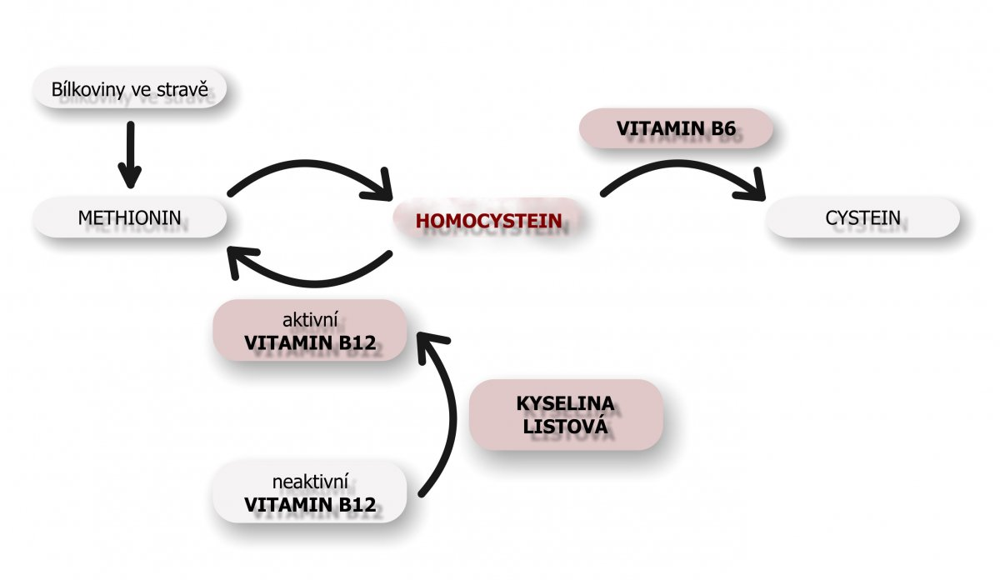 Bílkoviny ve stravě
VITAMIN B6
METHIONIN
HOMOCYSTEIN
CYSTEIN
aktivní
VITAMIN B12
KYSELINA
LISTOVÁ
neaktivní
VITAMIN B12